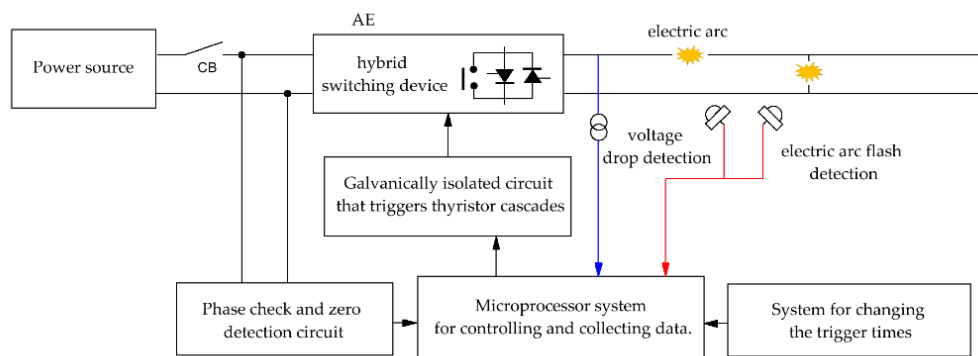 AE
electric arc
Power source
CB
hybrid
switching device
voltage
drop detection
electric arc flash
detection
Galvanically isolated circuit
that triggers thyristor cascades
Phase check and zero
detection circuit
Microprocessor system
for controlling and collecting data.
System for changing
the trigger times